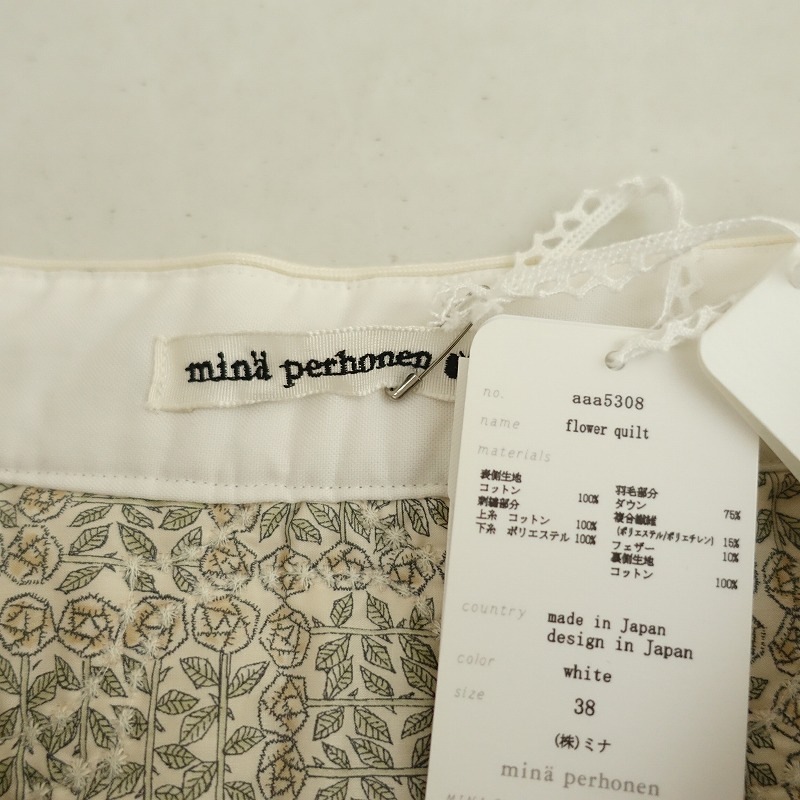 minä perhonen
no. aaa5308
name flower quilt
materials
裏側生地
コットン 100%
刺繍部分
上糸 コットン 100%
下糸 ポリエステル 100%
羽毛部分
ダウン 75%
複合繊維
(ポリエステル/ポリエチレン) 15%
フェザー 10%
裏側生地
コットン 100%
country made in Japan
design in Japan
color white
size 38
(株)ミナ
minä perhonen